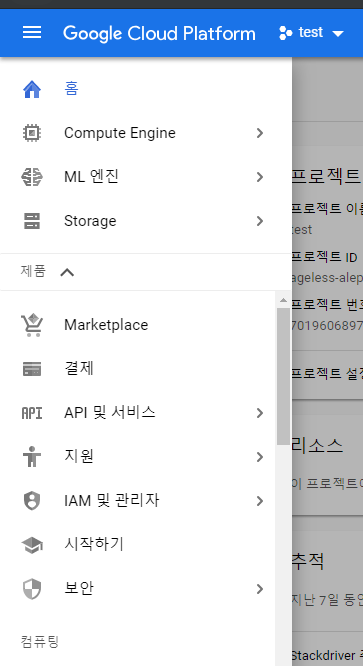 Google Cloud Platform
test
홈
Compute Engine
ML 엔진
Storage
제품
Marketplace
결제
API API 및 서비스
지원
IAM 및 관리자
시작하기
보안
컴퓨팅
프로젝트
프로젝트 이
test
프로젝트 ID
ageless-alep
프로젝트 번
7019606897
프로젝트 설
리소스
이 프로젝트에
추적
지난 7일 동안
Stackdriver